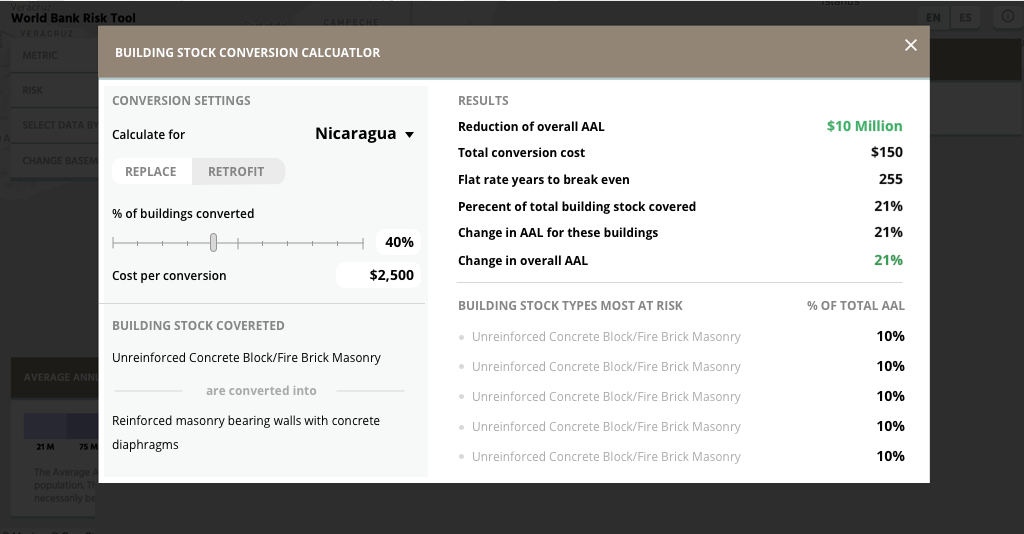 Veracruz
World Bank Risk Tool
VERACRUZ
CAMPECHE
Islands
EN
ES
METRIC
RISK
SELECT DATA BY
CHANGE BASEM
BUILDING STOCK CONVERSION CALCUATLOR
CONVERSION SETTINGS
Calculate for
Nicaragua
REPLACE
RETROFIT
% of buildings converted
40%
Cost per conversion
$2,500
BUILDING STOCK COVERETED
Unreinforced Concrete Block/Fire Brick Masonry
are converted into
Reinforced masonry bearing walls with concrete
diaphragms
RESULTS
Reduction of overall AAL $10 Million
Total conversion cost $150
Flat rate years to break even 255
Perecent of total building stock covered 21%
Change in AAL for these buildings 21%
Change in overall AAL 21%
BUILDING STOCK TYPES MOST AT RISK % OF TOTAL AAL
Unreinforced Concrete Block/Fire Brick Masonry 10%
Unreinforced Concrete Block/Fire Brick Masonry 10%
Unreinforced Concrete Block/Fire Brick Masonry 10%
Unreinforced Concrete Block/Fire Brick Masonry 10%
Unreinforced Concrete Block/Fire Brick Masonry 10%
AVERAGE ANN
21 M
75 M
The Average A
population. Th
necessarily be